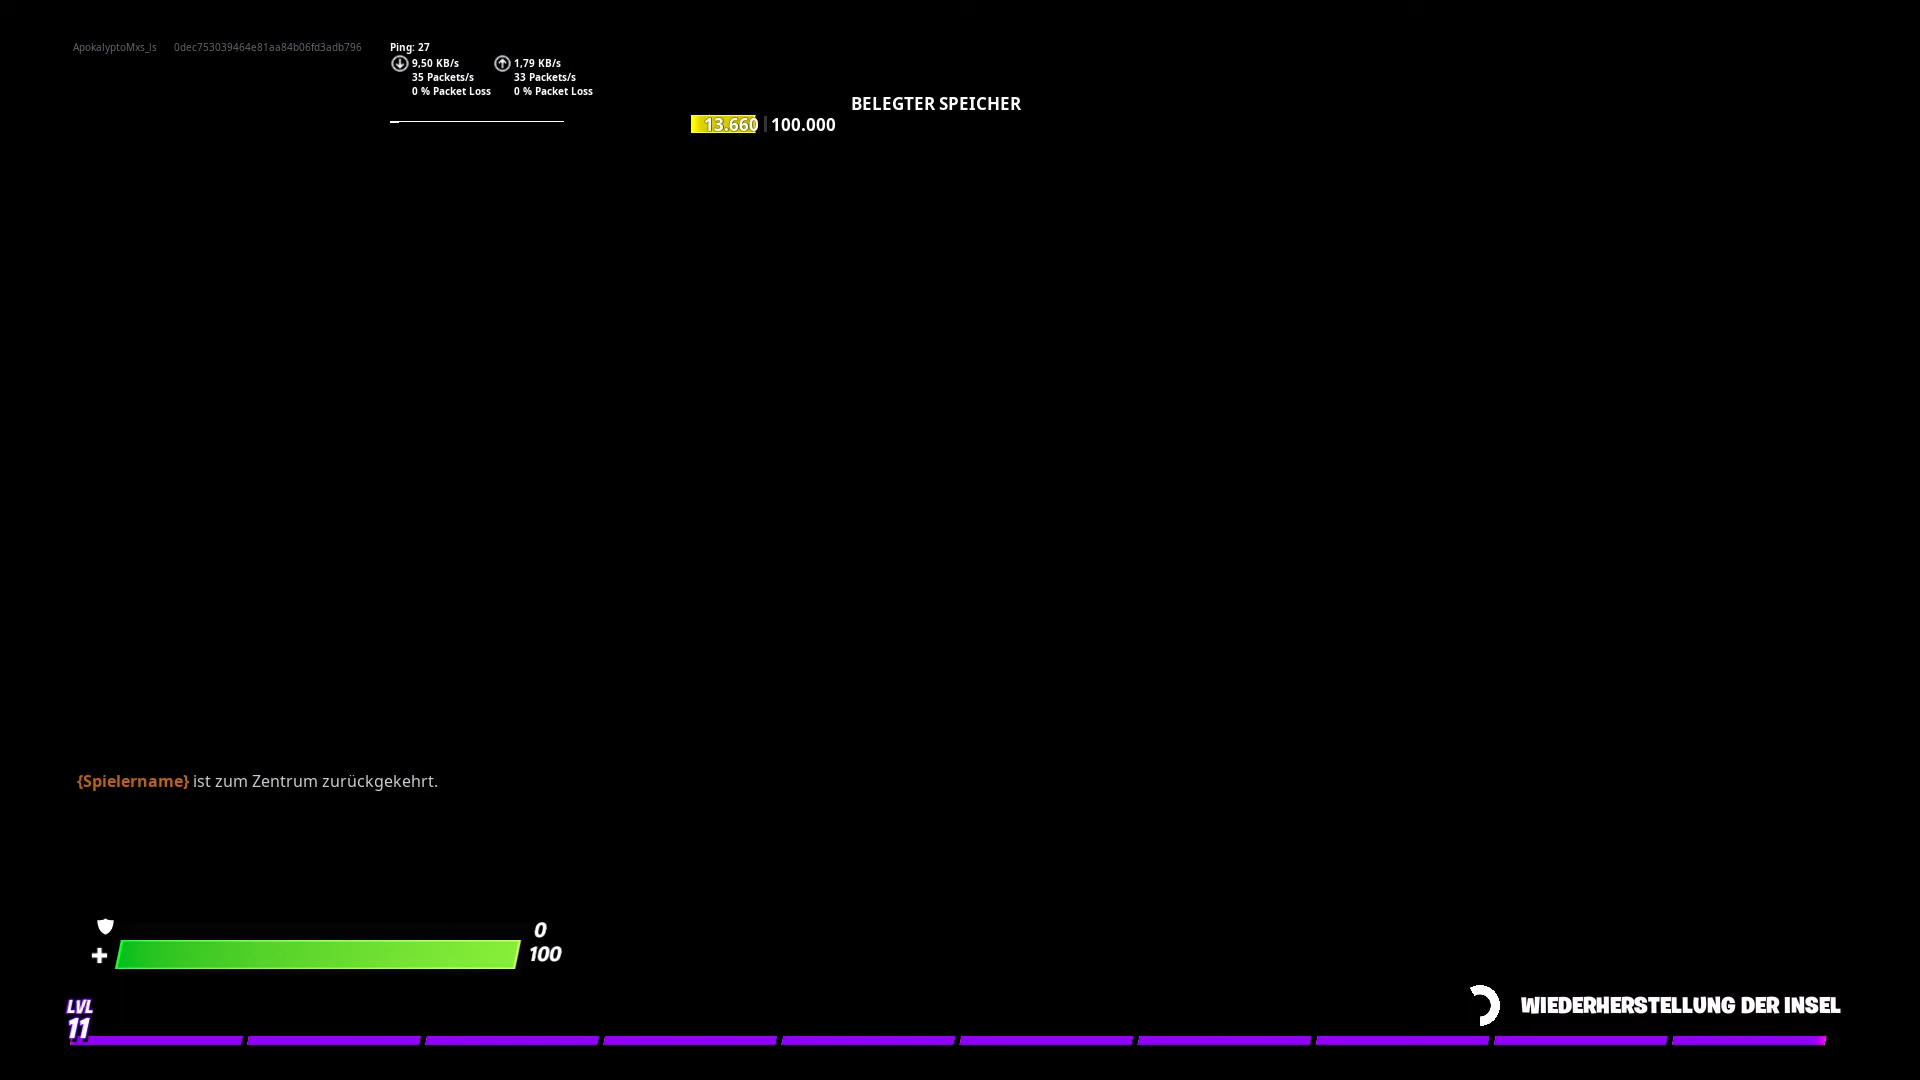 ApokalyptoMxs_ls 0dec753039464e81aa84b06fd3adb796
Ping: 27
9,50 KB/s 1,79 KB/s
35 Packets/s 33 Packets/s
0 % Packet Loss 0 % Packet Loss
BELEGTER SPEICHER
13.660 | 100.000
{Spielername} ist zum Zentrum zurückgekehrt.
0
100
LVL
11
WIEDERHERSTELLUNG DER INSEL